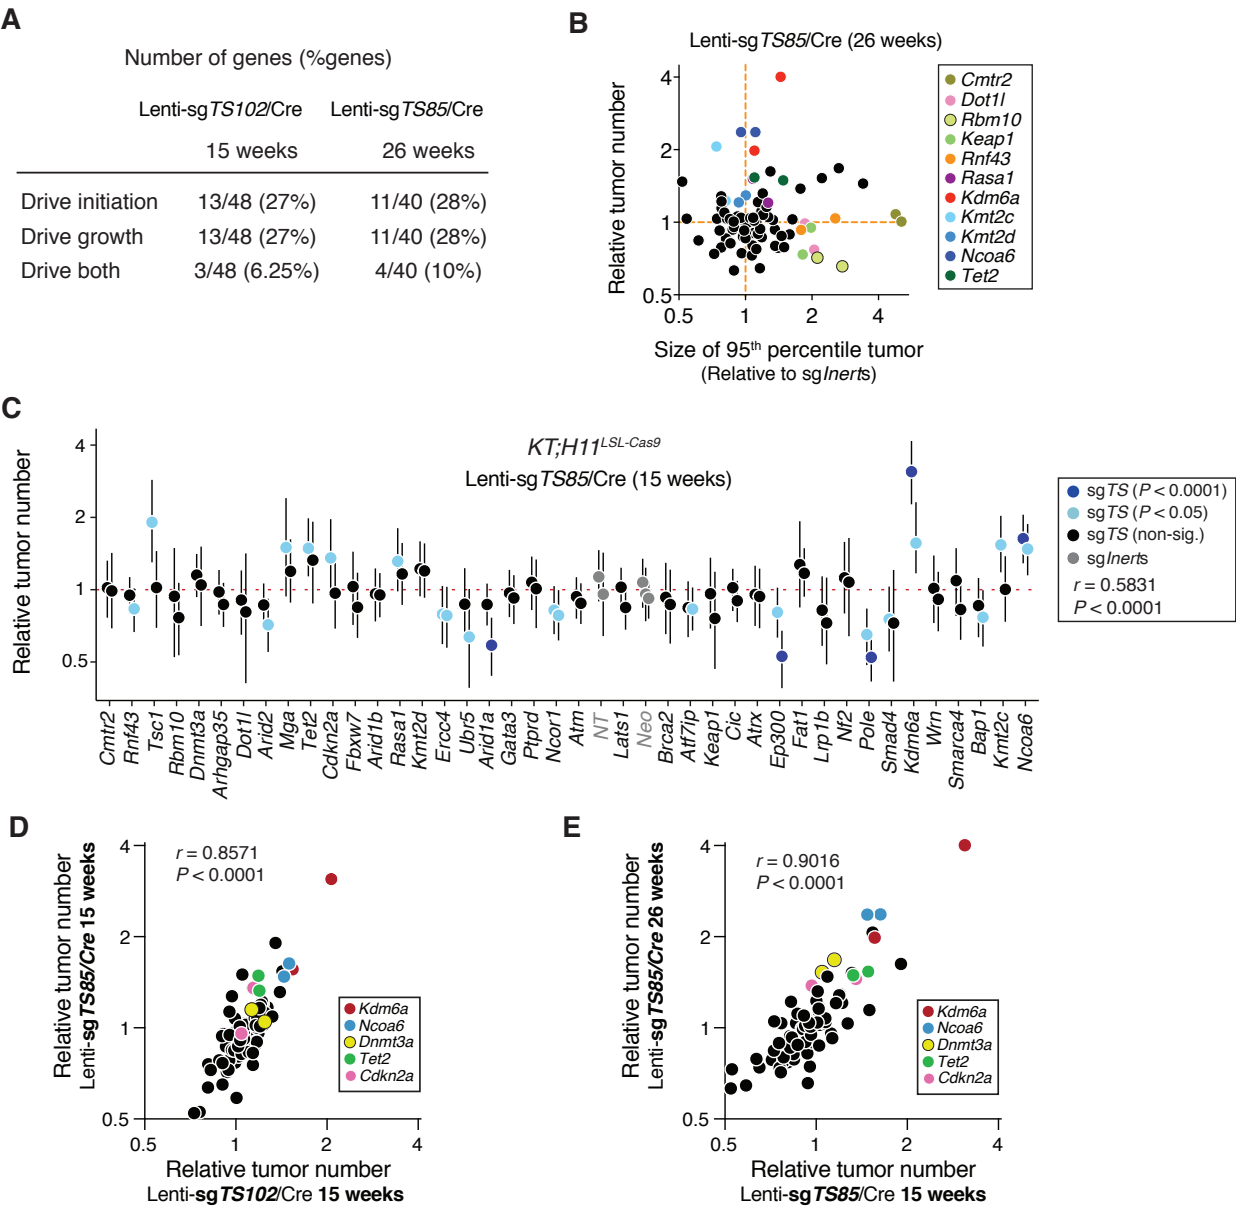 A
Number of genes (%genes)
Lenti-sgTS102/Cre Lenti-sgTS85/Cre
15 weeks 26 weeks
Drive initiation 13/48 (27%) 11/40 (28%)
Drive growth 13/48 (27%) 11/40 (28%)
Drive both 3/48 (6.25%) 4/40 (10%)
B
Lenti-sgTS85/Cre (26 weeks)
Relative tumor number
4
2
1
0.5
0.5 1 2 4
Size of 95th percentile tumor
(Relative to sgInerts)
Cmtr2
Dot1l
Rbm10
Keap1
Rnf43
Rasa1
Kdm6a
Kmt2c
Kmt2d
Ncoa6
Tet2
C
KT;H11LSL-Cas9
Lenti-sgTS85/Cre (15 weeks)
Relative tumor number
4
2
1
0.5
Cmtr2
Rnf43
Tsc1
Rbm10
Dnmt3a
Arhgap35
Dot1l
Arid2
Mga
Tet2
Cdkn2a
Fbxw7
Arid1b
Rasa1
Kmt2d
Ercc4
Ubr5
Arid1a
Gata3
Ptprd
Ncor1
Atm
NT
Lats1
Neo
Brca2
Atf7ip
Keap1
Cic
Atrx
Ep300
Fat1
Lrp1b
Nf2
Pole
Smad4
Kdm6a
Wrn
Smarca4
Bap1
Kmt2c
Ncoa6
sgTS (P < 0.0001)
sgTS (P < 0.05)
sgTS (non-sig.)
sgInerts
r = 0.5831
P < 0.0001
D
Relative tumor number
Lenti-sgTS85/Cre 15 weeks
r = 0.8571
P < 0.0001
4
2
1
0.5
0.5 1 2 4
Kdm6a
Ncoa6
Dnmt3a
Tet2
Cdkn2a
Relative tumor number
Lenti-sgTS102/Cre 15 weeks
E
Relative tumor number
Lenti-sgTS85/Cre 26 weeks
r = 0.9016
P < 0.0001
4
2
1
0.5
0.5 1 2 4
Kdm6a
Ncoa6
Dnmt3a
Tet2
Cdkn2a
Relative tumor number
Lenti-sgTS85/Cre 15 weeks